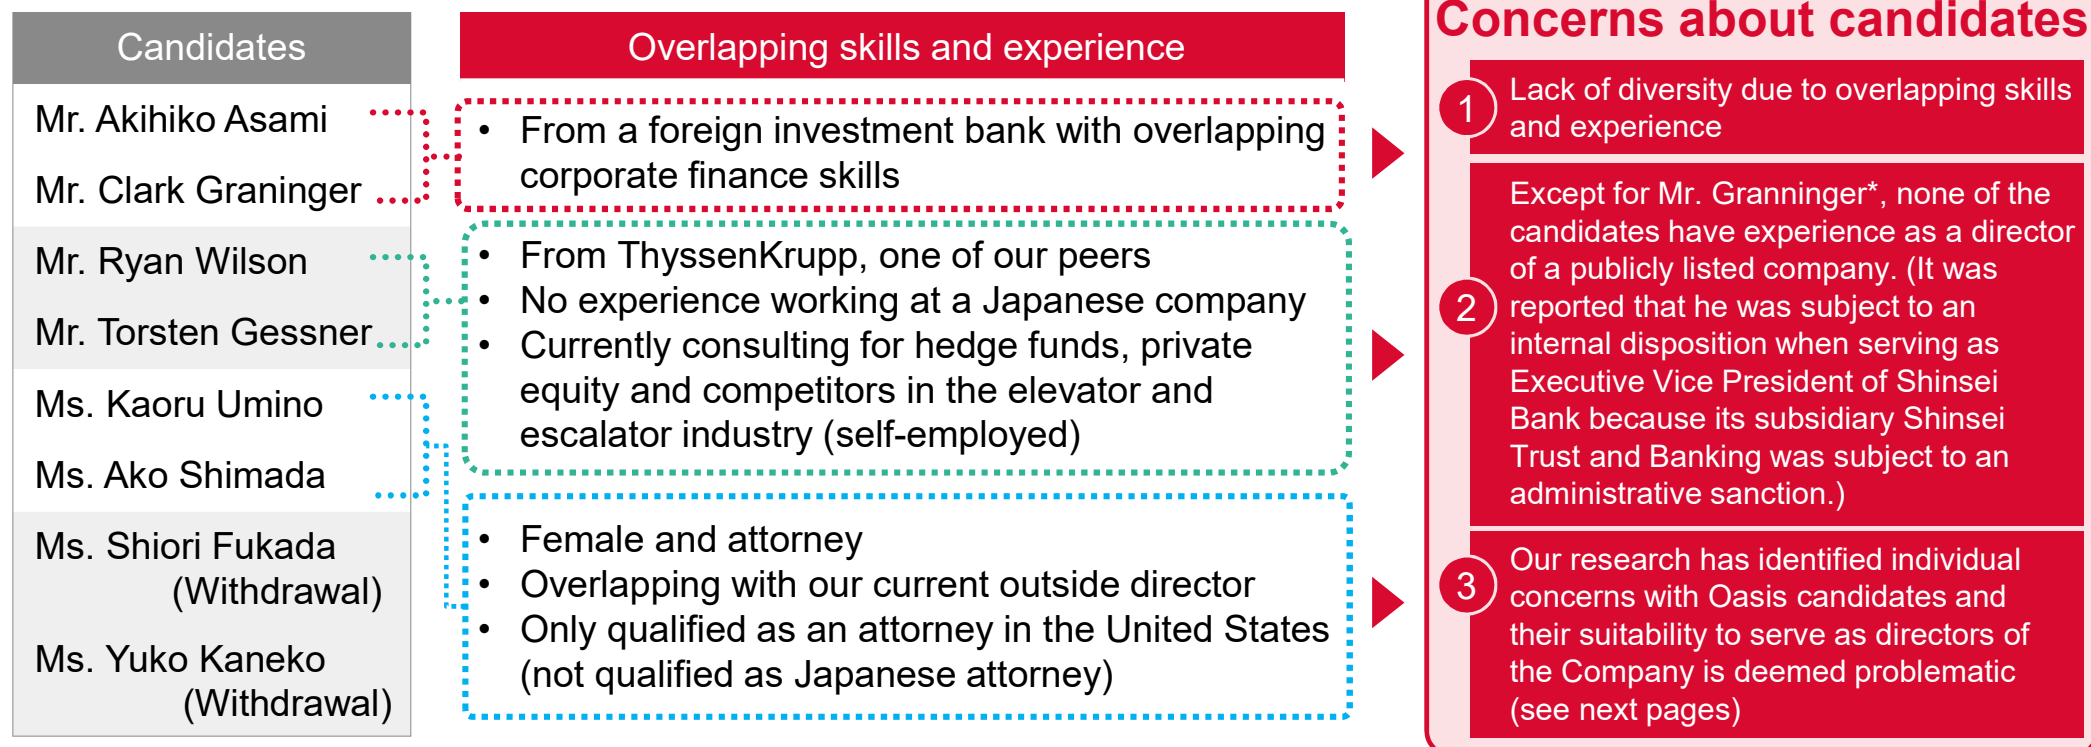 Candidates
Mr. Akihiko Asami
Mr. Clark Graninger
Mr. Ryan Wilson
Mr. Torsten Gessner
Ms. Kaoru Umino
Ms. Ako Shimada
Ms. Shiori Fukada
(Withdrawal)
Ms. Yuko Kaneko
(Withdrawal)
Overlapping skills and experience
• From a foreign investment bank with overlapping
corporate finance skills
• From ThyssenKrupp, one of our peers
• No experience working at a Japanese company
• Currently consulting for hedge funds, private
equity and competitors in the elevator and
escalator industry (self-employed)
• Female and attorney
• Overlapping with our current outside director
• Only qualified as an attorney in the United States
(not qualified as Japanese attorney)
Concerns about candidates
1
Lack of diversity due to overlapping skills
and experience
2
Except for Mr. Granninger*, none of the
candidates have experience as a director
of a publicly listed company. (It was
reported that he was subject to an
internal disposition when serving as
Executive Vice President of Shinsei
Bank because its subsidiary Shinsei
Trust and Banking was subject to an
administrative sanction.)
3
Our research has identified individual
concerns with Oasis candidates and
their suitability to serve as directors of
the Company is deemed problematic
(see next pages)